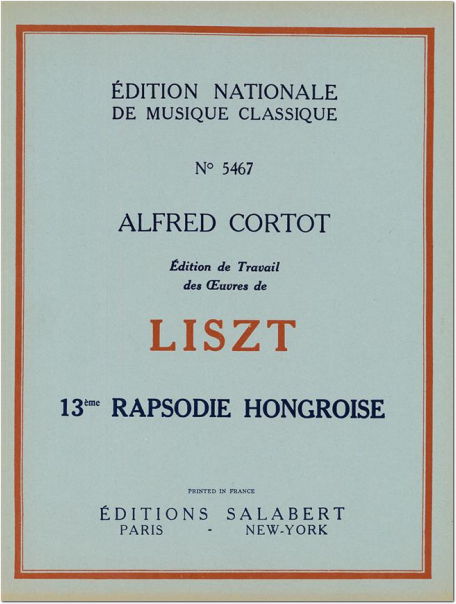 ÉDITION NATIONALE
DE MUSIQUE CLASSIQUE
Nº 5467
ALFRED CORTOT
Édition de Travail
des Œuvres de
LISZT
13ème RAPSODIE HONGROISE
PRINTED IN FRANCE
ÉDITIONS SALABERT
PARIS - NEW-YORK